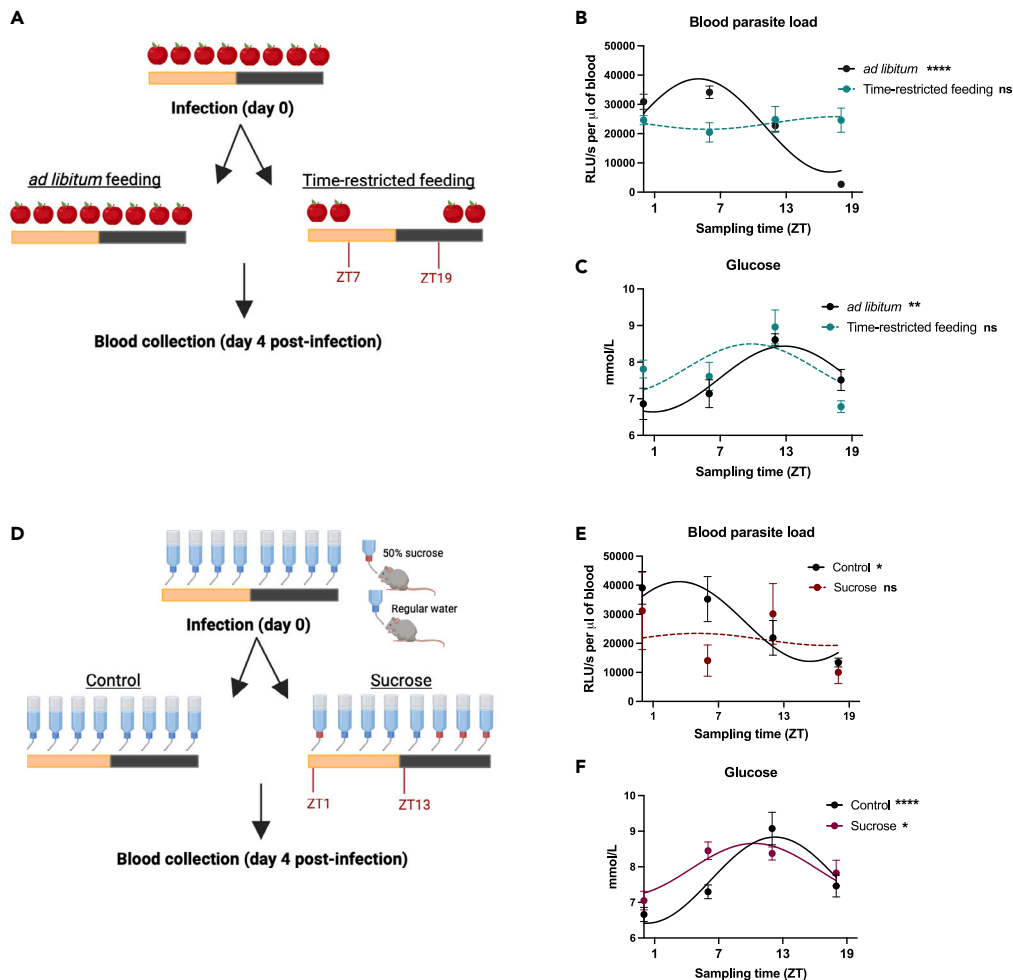 A
Infection (day 0)
ad libitum feeding
Time-restricted feeding
ZT7
ZT19
Blood collection (day 4 post-infection)
B
Blood parasite load
50000
40000
30000
20000
10000
0
RLU/s per µl of blood
1
7
13
19
Sampling time (ZT)
ad libitum ****
Time-restricted feeding ns
C
Glucose
10
9
8
7
6
mmol/L
1
7
13
19
Sampling time (ZT)
ad libitum **
Time-restricted feeding ns
D
50% sucrose
Regular water
Infection (day 0)
Control
Sucrose
ZT1
ZT13
Blood collection (day 4 post-infection)
E
Blood parasite load
50000
40000
30000
20000
10000
0
RLU/s per µl of blood
1
7
13
19
Sampling time (ZT)
Control *
Sucrose ns
F
Glucose
10
9
8
7
6
mmol/L
1
7
13
19
Sampling time (ZT)
Control ****
Sucrose *